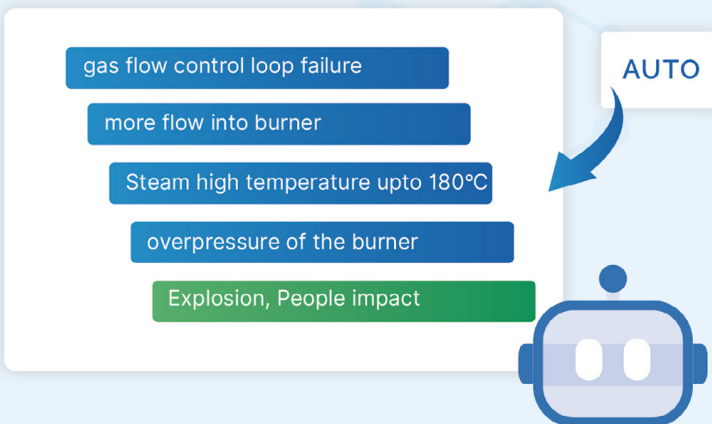 gas flow control loop failure
AUTO
more flow into burner
Steam high temperature upto 180°C
overpressure of the burner
Explosion, People impact